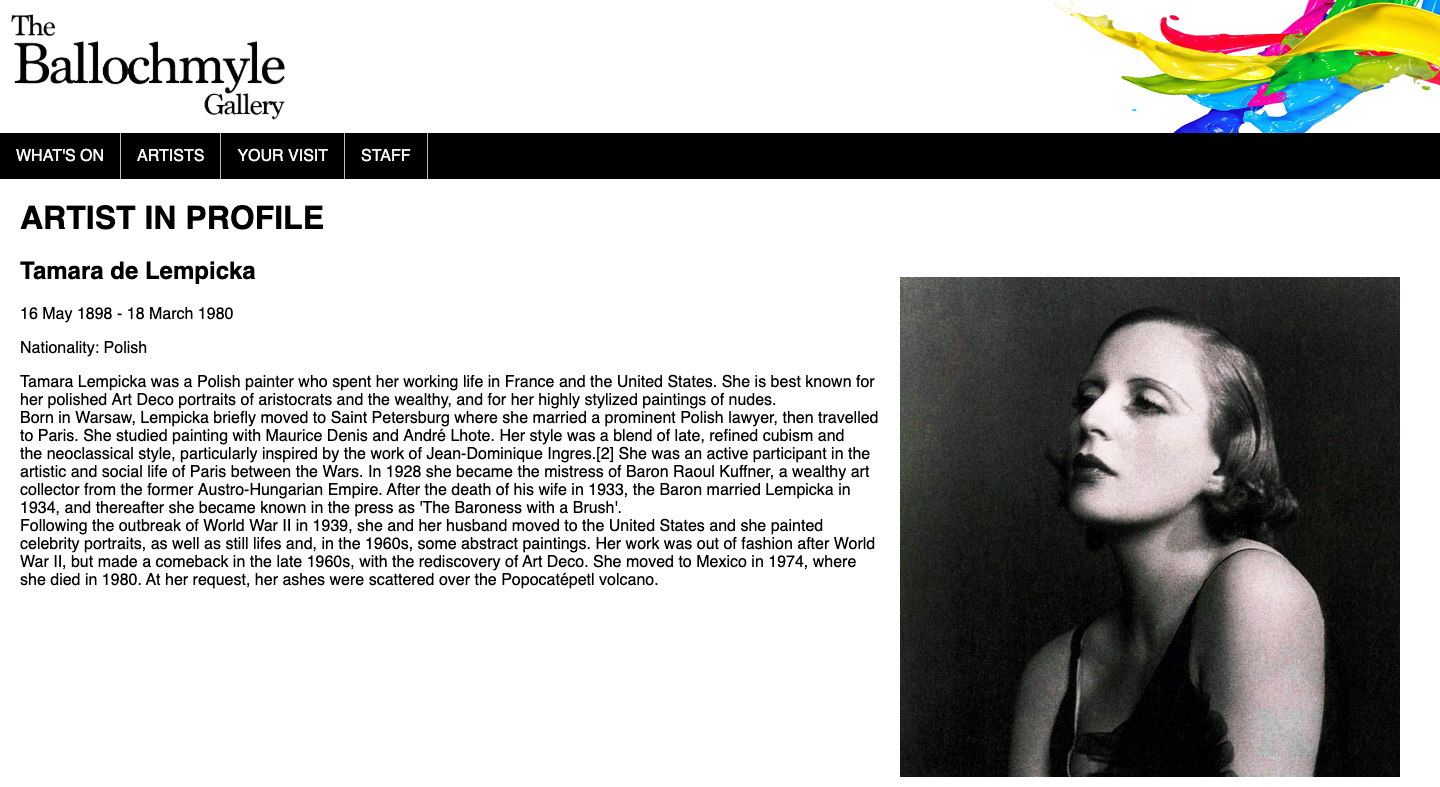 The
Ballochmyle
Gallery
WHAT'S ON ARTISTS YOUR VISIT STAFF
ARTIST IN PROFILE
Tamara de Lempicka
16 May 1898 - 18 March 1980
Nationality: Polish
Tamara Lempicka was a Polish painter who spent her working life in France and the United States. She is best known for
her polished Art Deco portraits of aristocrats and the wealthy, and for her highly stylized paintings of nudes.
Born in Warsaw, Lempicka briefly moved to Saint Petersburg where she married a prominent Polish lawyer, then travelled
to Paris. She studied painting with Maurice Denis and André Lhote. Her style was a blend of late, refined cubism and
the neoclassical style, particularly inspired by the work of Jean-Dominique Ingres.[2] She was an active participant in the
artistic and social life of Paris between the Wars. In 1928 she became the mistress of Baron Raoul Kuffner, a wealthy art
collector from the former Austro-Hungarian Empire. After the death of his wife in 1933, the Baron married Lempicka in
1934, and thereafter she became known in the press as 'The Baroness with a Brush'.
Following the outbreak of World War II in 1939, she and her husband moved to the United States and she painted
celebrity portraits, as well as still lifes and, in the 1960s, some abstract paintings. Her work was out of fashion after World
War II, but made a comeback in the late 1960s, with the rediscovery of Art Deco. She moved to Mexico in 1974, where
she died in 1980. At her request, her ashes were scattered over the Popocatépetl volcano.